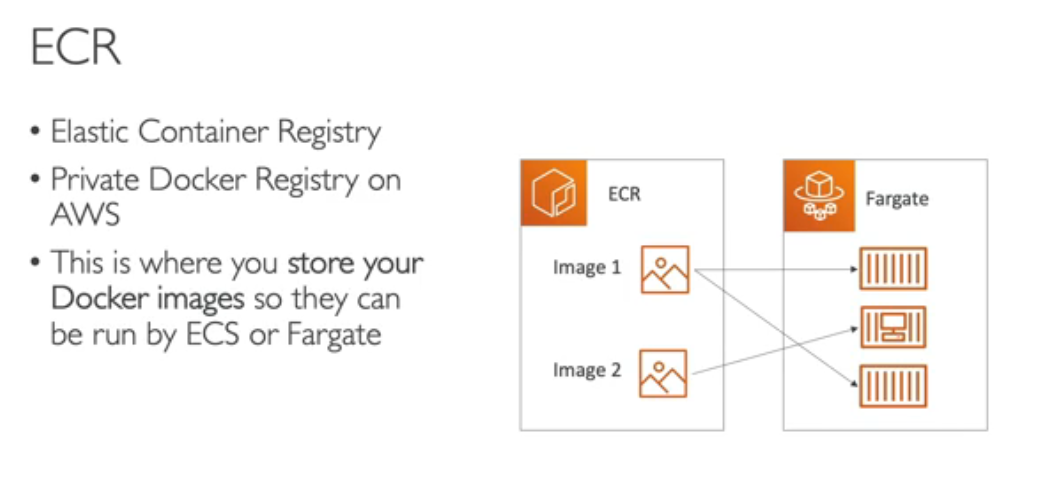 ECR
• Elastic Container Registry
• Private Docker Registry on
AWS
• This is where you store your
Docker images so they can
be run by ECS or Fargate
ECR
Image 1
Image 2
Fargate